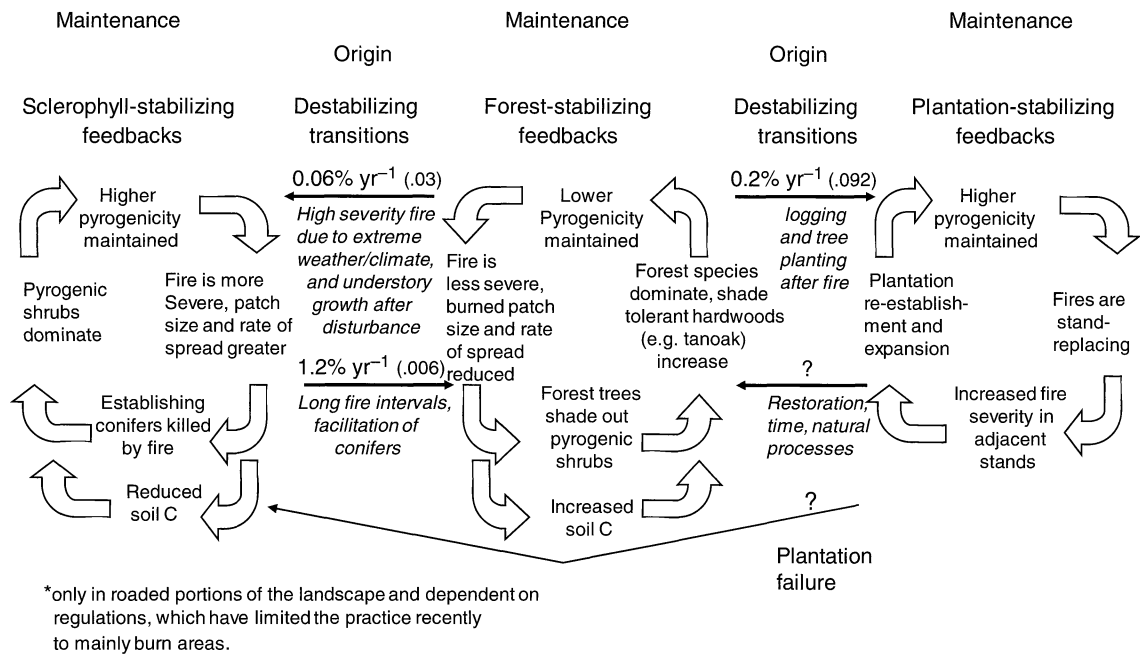 Maintenance
Maintenance
Maintenance
Origin
Origin
Sclerophyll-stabilizing
feedbacks
Destabilizing
transitions
Forest-stabilizing
feedbacks
Destabilizing
transitions
Plantation-stabilizing
feedbacks
Higher
pyrogenicity
maintained
Pyrogenic
shrubs
dominate
Fire is more
Severe, patch
size and rate of
spread greater
Establishing
conifers killed
by fire
Reduced
soil C
0.06% yr⁻¹ (.03)
High severity fire
due to extreme
weather/climate,
and understory
growth after
disturbance
1.2% yr⁻¹ (.006)
Long fire intervals,
facilitation of
conifers
Lower
Pyrogenicity
maintained
Fire is
less severe,
burned patch
size and rate
of spread
reduced
Forest species
dominate, shade
tolerant hardwoods
(e.g. tanoak)
increase
Forest trees
shade out
pyrogenic
shrubs
Increased
soil C
0.2% yr⁻¹ (.092)
logging
and tree
planting
after fire
?
Restoration,
time, natural
processes
?
Plantation
failure
Higher
pyrogenicity
maintained
Plantation
re-establish-
ment and
expansion
Fires are
stand-
replacing
Increased fire
severity in
adjacent
stands
*only in roaded portions of the landscape and dependent on
regulations, which have limited the practice recently
to mainly burn areas.